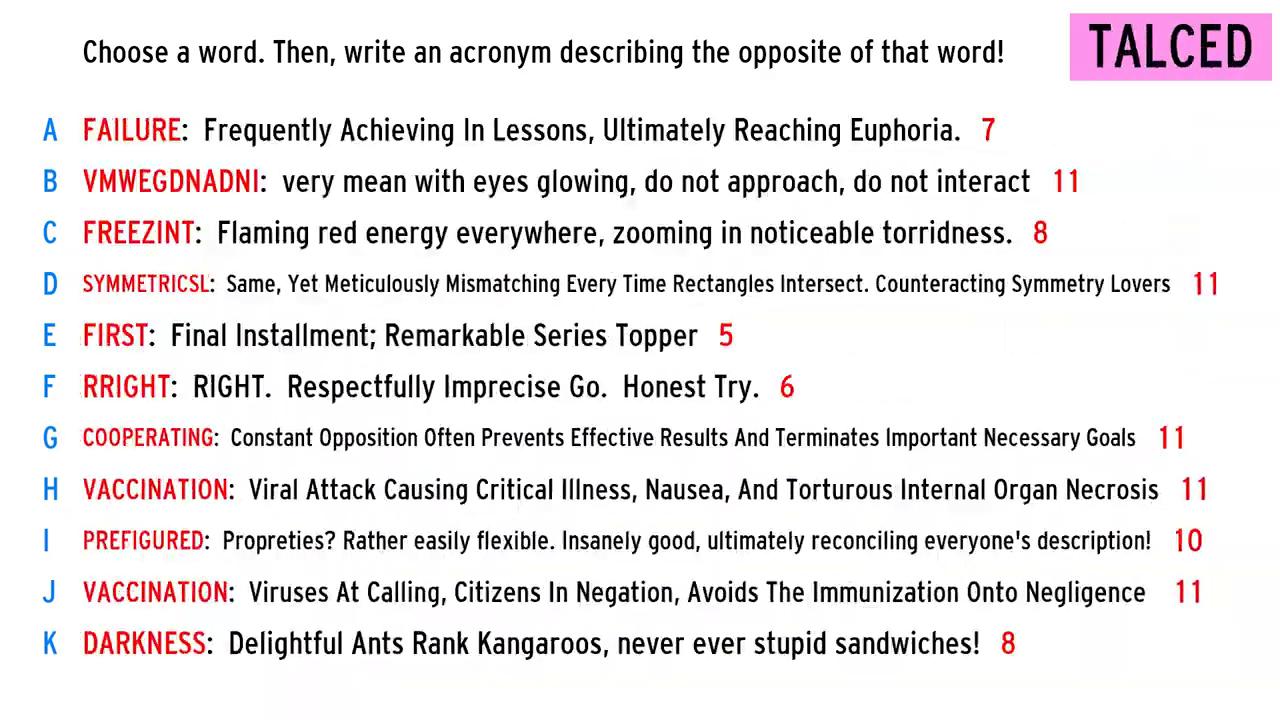 Choose a word. Then, write an acronym describing the opposite of that word!
TALCED
A FAILURE: Frequently Achieving In Lessons, Ultimately Reaching Euphoria. 7
B VMWEGDNADNI: very mean with eyes glowing, do not approach, do not interact 11
C FREEZINT: Flaming red energy everywhere, zooming in noticeable torridness. 8
D SYMMETRICSL: Same, Yet Meticulously Mismatching Every Time Rectangles Intersect. Counteracting Symmetry Lovers 11
E FIRST: Final Installment; Remarkable Series Topper 5
F RRIGHT: RIGHT. Respectfully Imprecise Go. Honest Try. 6
G COOPERATING: Constant Opposition Often Prevents Effective Results And Terminates Important Necessary Goals 11
H VACCINATION: Viral Attack Causing Critical Illness, Nausea, And Torturous Internal Organ Necrosis 11
I PREFIGURED: Propreties? Rather easily flexible. Insanely good, ultimately reconciling everyone's description! 10
J VACCINATION: Viruses At Calling, Citizens In Negation, Avoids The Immunization Onto Negligence 11
K DARKNESS: Delightful Ants Rank Kangaroos, never ever stupid sandwiches! 8